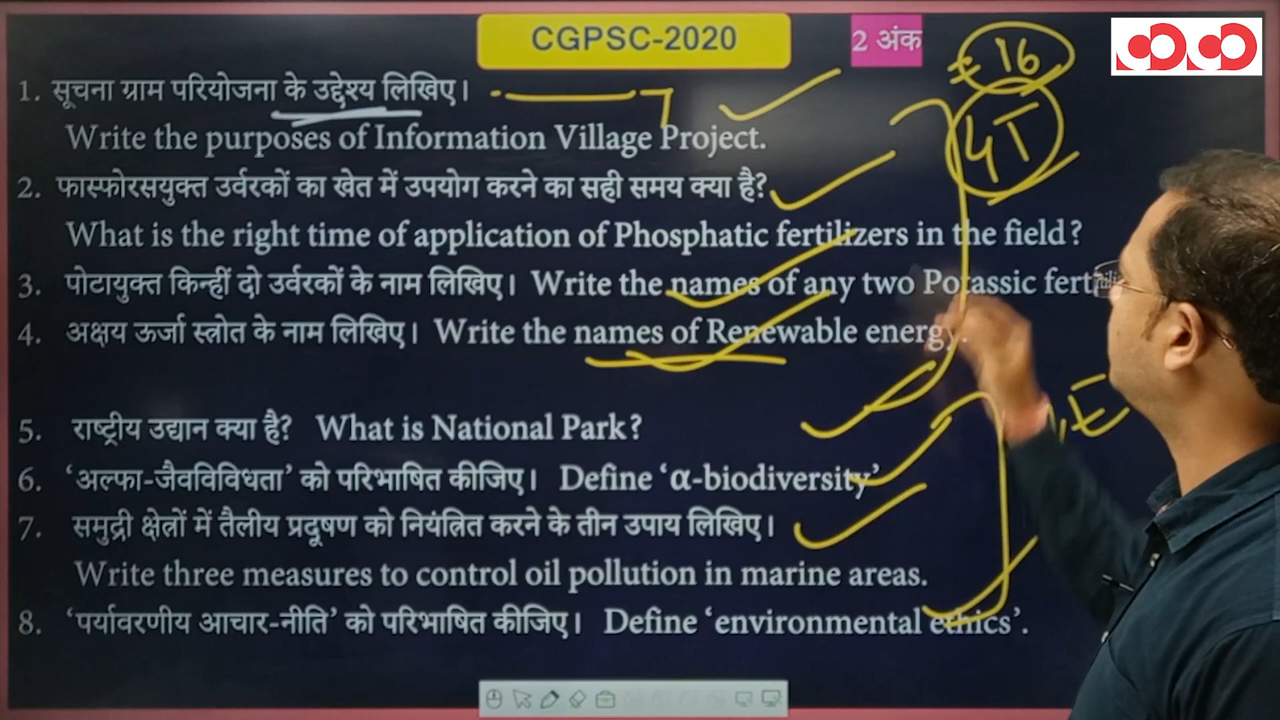 CGPSC-2020
2 अंक
1. सूचना ग्राम परियोजना के उद्देश्य लिखिए।
Write the purposes of Information Village Project.
2. फास्फोरसयुक्त उर्वरकों का खेत में उपयोग करने का सही समय क्या है?
What is the right time of application of Phosphatic fertilizers in the field?
3. पोटायुक्त किन्हीं दो उर्वरकों के नाम लिखिए। Write the names of any two Potassic
4. अक्षय ऊर्जा स्त्रोत के नाम लिखिए। Write the names of Renewable energy.
5. राष्ट्रीय उद्यान क्या है? What is National Park?
6. ‘अल्फा-जैवविविधता’ को परिभाषित कीजिए। Define ‘α-biodiversity’
7. समुद्री क्षेत्रों में तैलीय प्रदूषण को नियंत्रित करने के तीन उपाय लिखिए।
Write three measures to control oil pollution in marine areas.
8. ‘पर्यावरणीय आचार-नीति’ को परिभाषित कीजिए। Define ‘environmental ethics’.
16